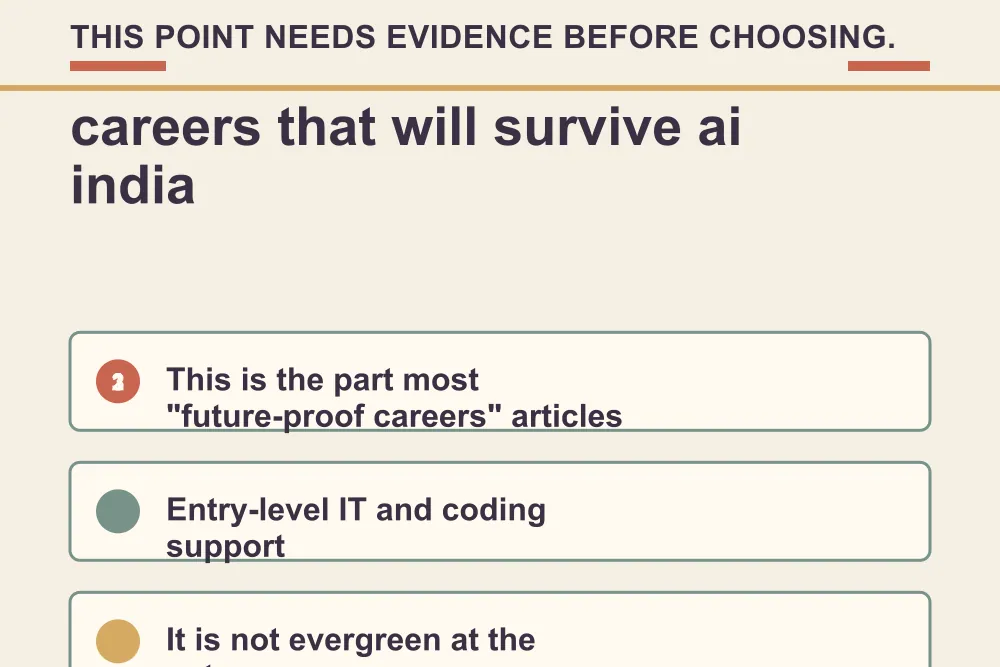 THIS POINT NEEDS EVIDENCE BEFORE CHOOSING.
careers that will survive ai
india
This is the part most
"future-proof careers" articles
Entry-level IT and coding
support
It is not evergreen at the